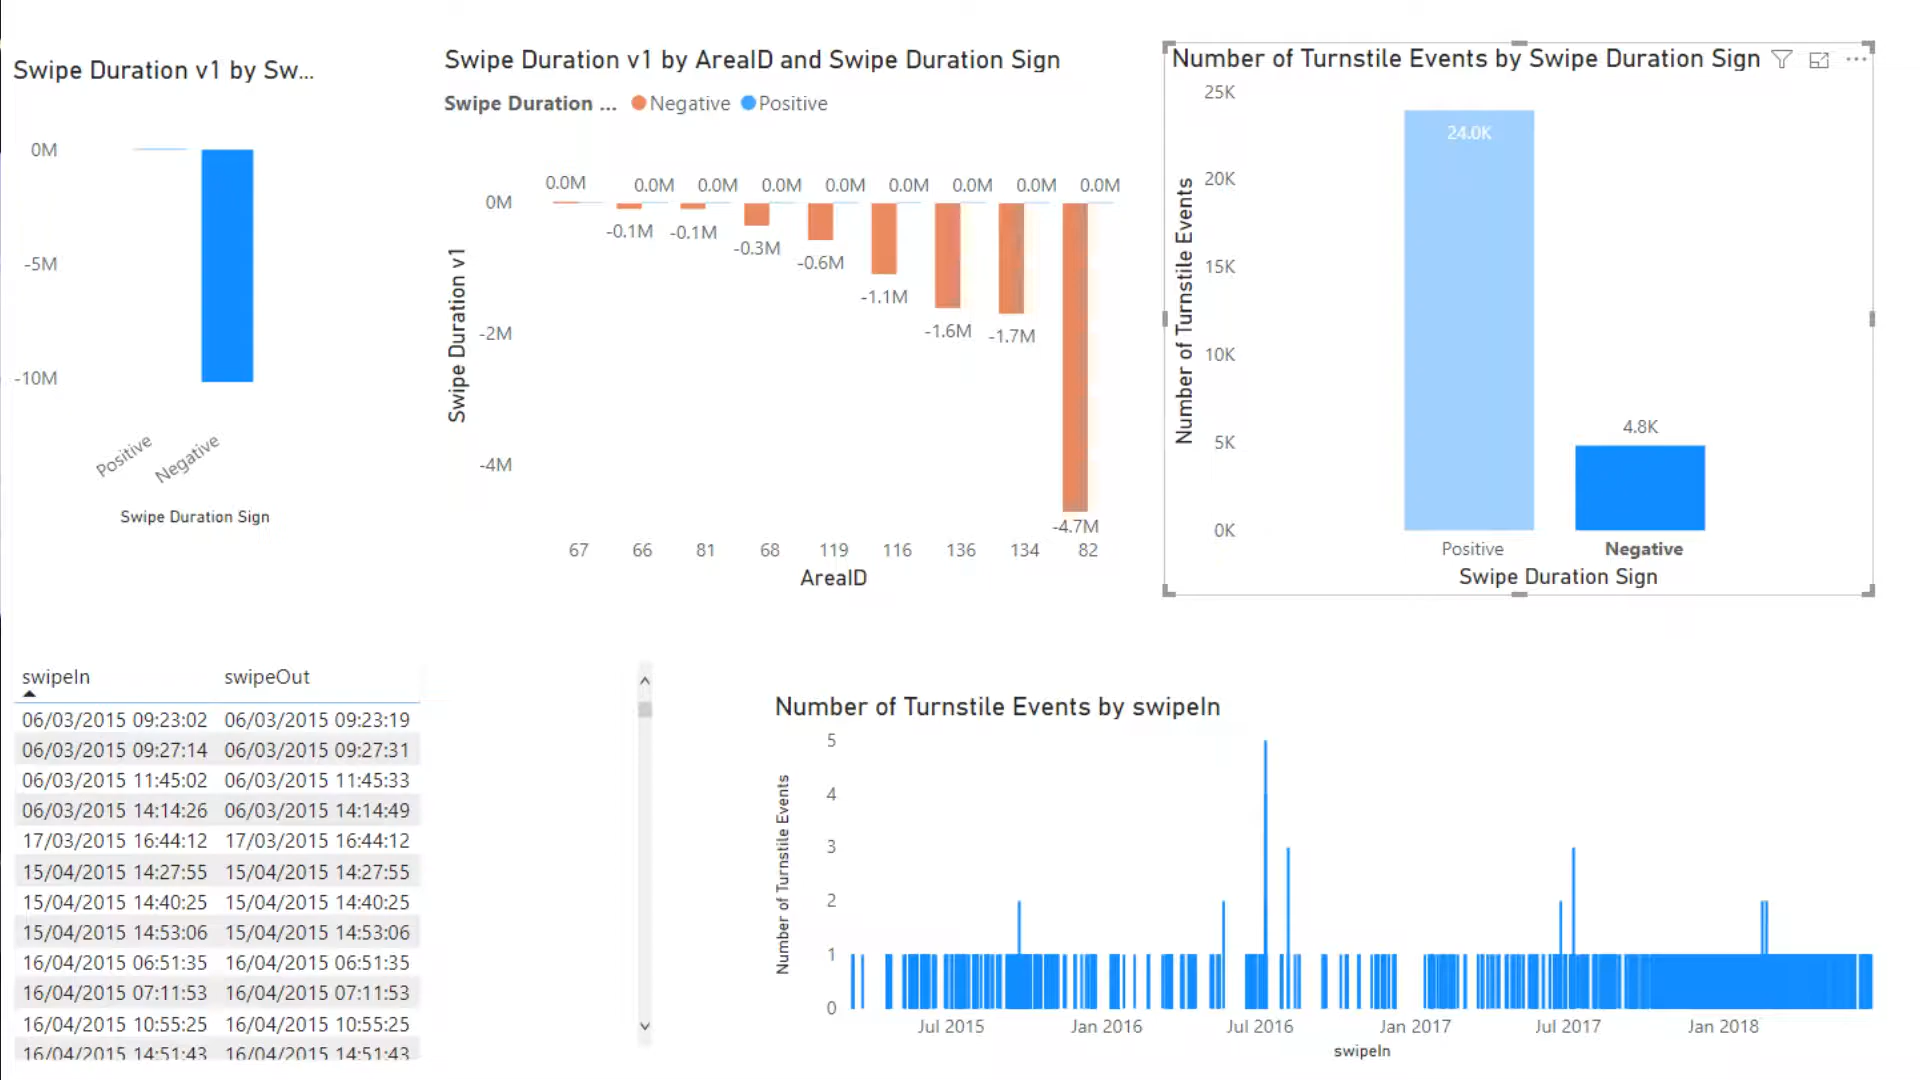 Swipe Duration v1 by Sw...
0M
-5M
-10M
Positive
Negative
Swipe Duration Sign
Swipe Duration v1 by AreaID and Swipe Duration Sign
Swipe Duration ... Negative Positive
0.0M 0.0M 0.0M 0.0M 0.0M 0.0M 0.0M 0.0M 0.0M
0M
-0.1M -0.1M -0.3M -0.6M -1.1M -1.6M -1.7M -4.7M
-2M
-4M
Swipe Duration v1
67 66 81 68 119 116 136 134 82
AreaID
Number of Turnstile Events by Swipe Duration Sign
25K
20K
15K
10K
5K
0K
Number of Turnstile Events
24.0K
4.8K
Positive Negative
Swipe Duration Sign
swipeIn swipeOut
06/03/2015 09:23:02 06/03/2015 09:23:19
06/03/2015 09:27:14 06/03/2015 09:27:31
06/03/2015 11:45:02 06/03/2015 11:45:33
06/03/2015 14:14:26 06/03/2015 14:14:49
17/03/2015 16:44:12 17/03/2015 16:44:12
15/04/2015 14:27:55 15/04/2015 14:27:55
15/04/2015 14:40:25 15/04/2015 14:40:25
15/04/2015 14:53:06 15/04/2015 14:53:06
16/04/2015 06:51:35 16/04/2015 06:51:35
16/04/2015 07:11:53 16/04/2015 07:11:53
16/04/2015 10:55:25 16/04/2015 10:55:25
16/04/2015 14:51:43 16/04/2015 14:51:43
Number of Turnstile Events by swipeIn
5
4
3
2
1
0
Number of Turnstile Events
Jul 2015 Jan 2016 Jul 2016 Jan 2017 Jul 2017 Jan 2018
swipeIn